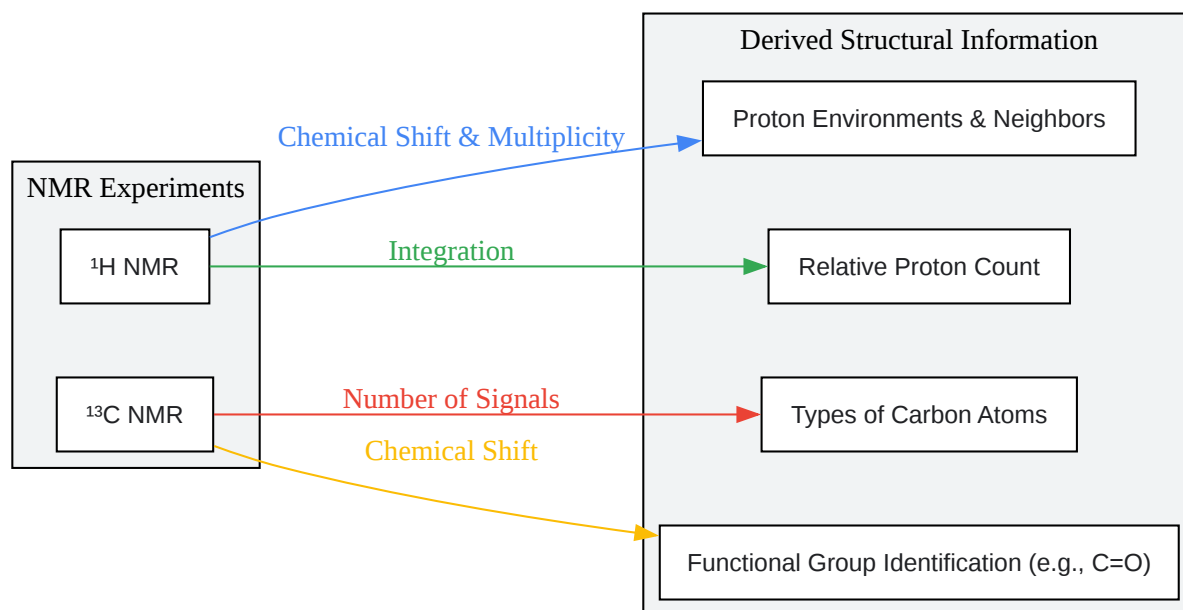 Derived Structural Information
Proton Environments & Neighbors
Chemical Shift & Multiplicity
NMR Experiments
¹H NMR
Integration
Relative Proton Count
¹³C NMR
Number of Signals
Types of Carbon Atoms
Chemical Shift
Functional Group Identification (e.g., C=O)